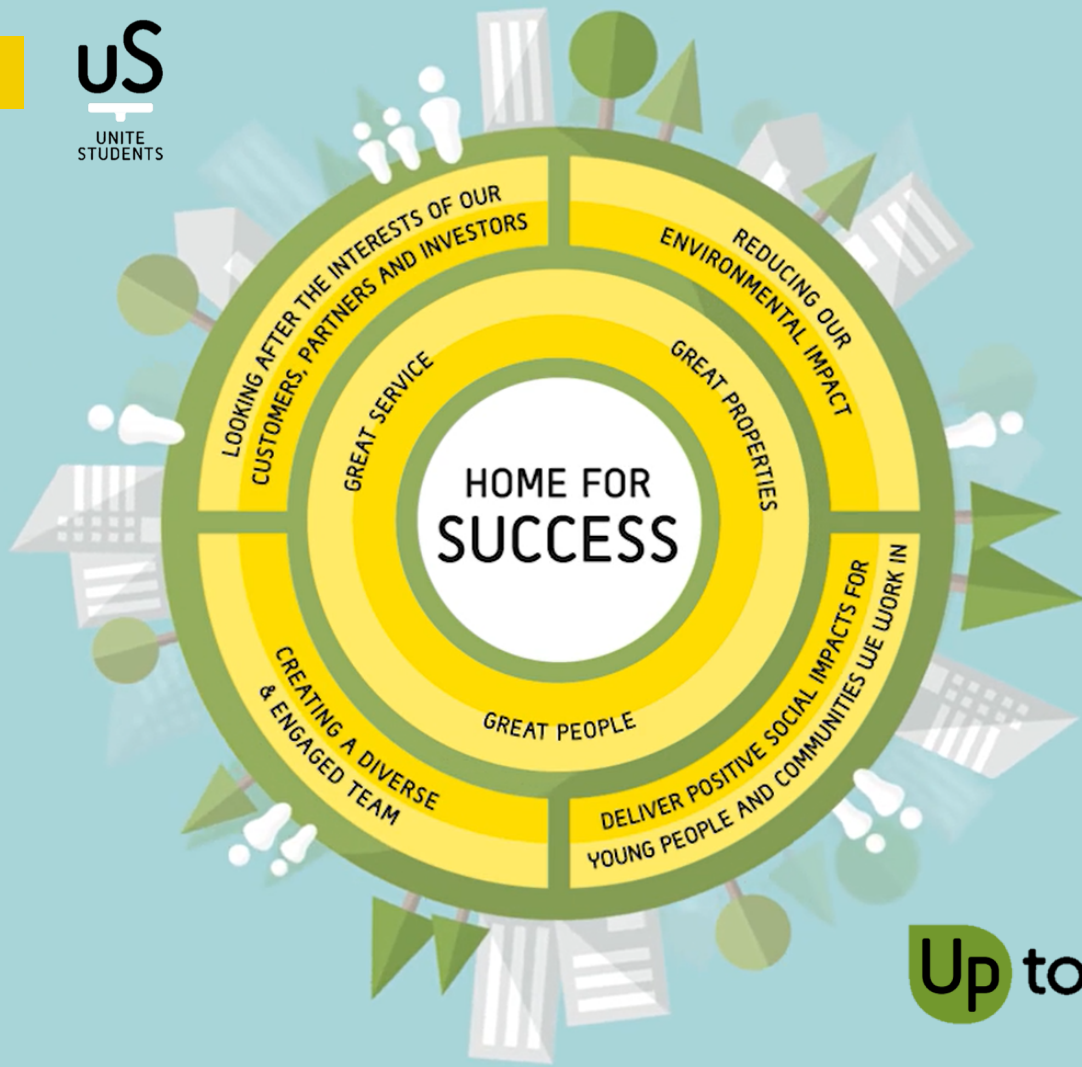 uS
UNITE
STUDENTS
LOOKING AFTER THE INTERESTS OF OUR
CUSTOMERS, PARTNERS AND INVESTORS
REDUCING OUR
ENVIRONMENTAL IMPACT
GREAT SERVICE
GREAT PROPERTIES
HOME FOR
SUCCESS
GREAT PEOPLE
CREATING A DIVERSE
& ENGAGED TEAM
DELIVER POSITIVE SOCIAL IMPACTS FOR
YOUNG PEOPLE AND COMMUNITIES WE WORK IN
Up to